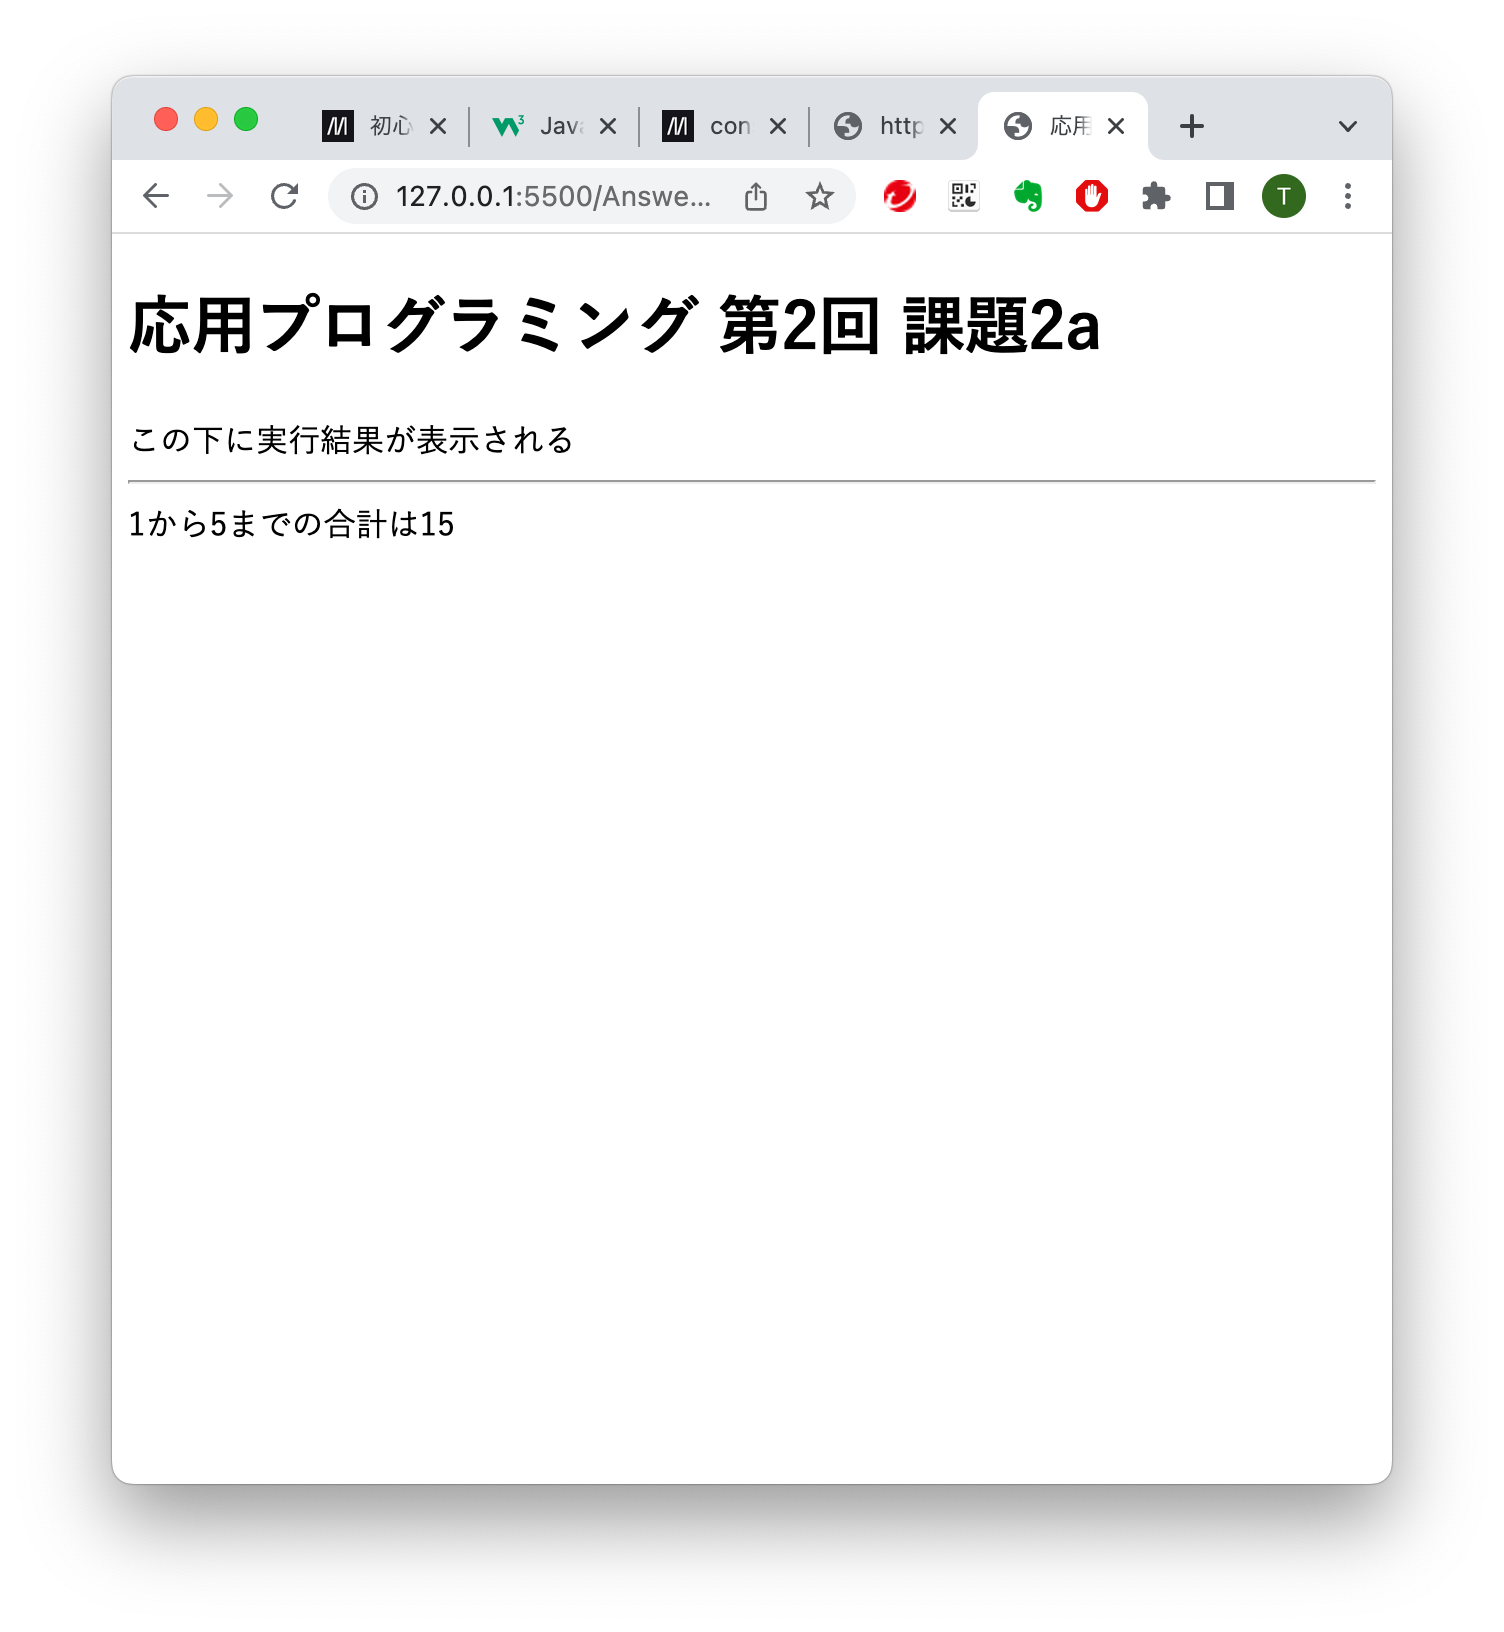 初心
Java
con
http
応用
127.0.0.1:5500/Answe...
T
応用プログラミング 第2回 課題2a
この下に実行結果が表示される
1から5までの合計は15